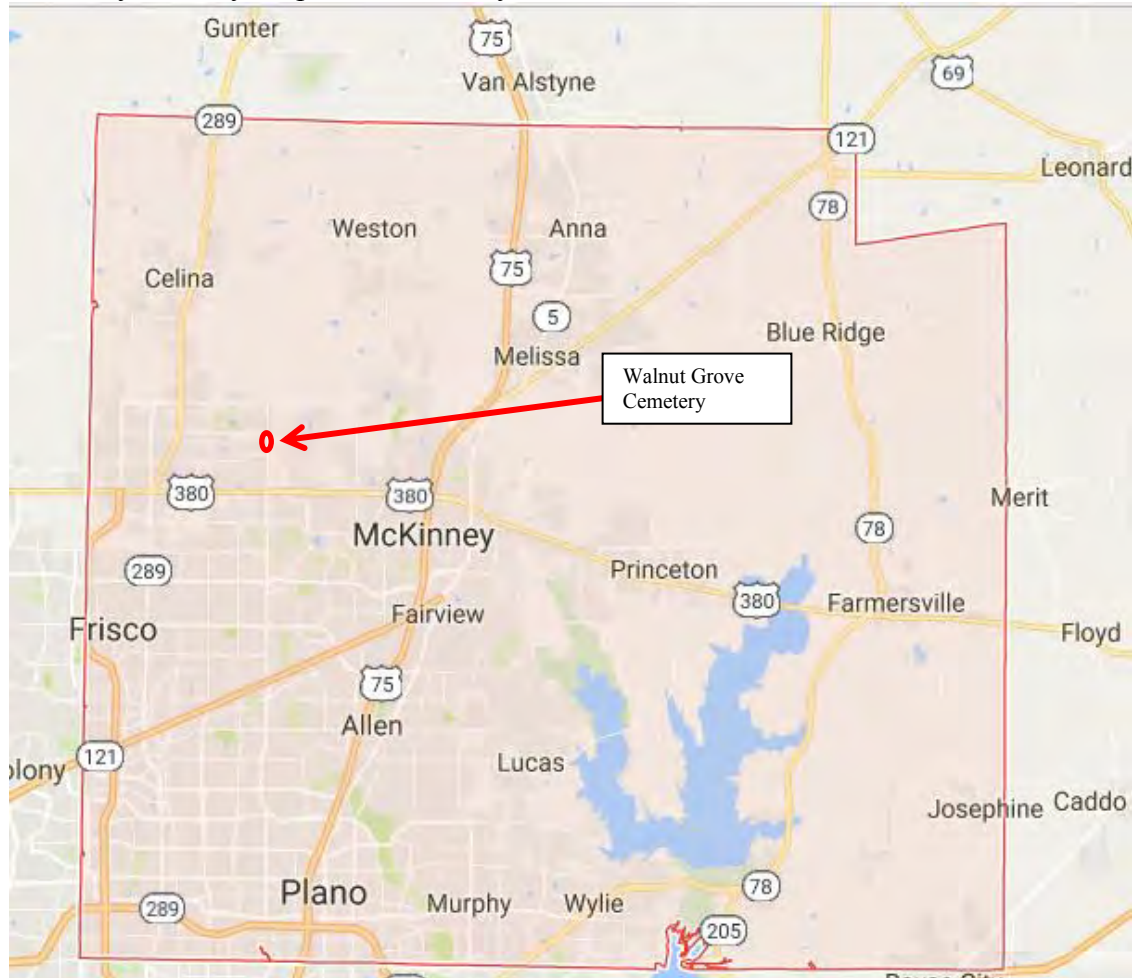 Gunter
75
Van Alstyne
69
289
121
Leonard
78
Weston
Anna
75
Celina
5
Blue Ridge
Melissa
Walnut Grove
Cemetery
380
380
Merit
McKinney
78
289
Princeton
380
Farmersville
Fairview
Frisco
Floyd
75
Allen
121
olony
Lucas
Josephine
Caddo
Plano
78
Murphy
Wylie
289
205